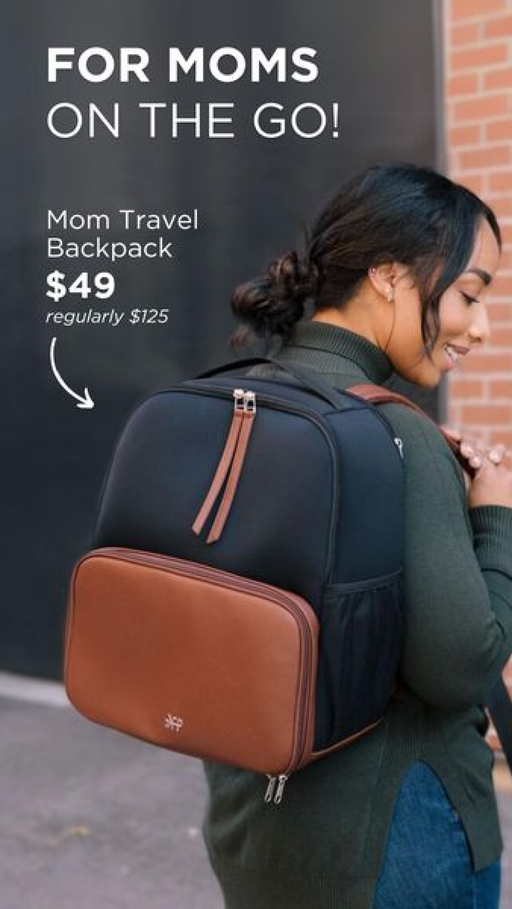 FOR MOMS
ON THE GO!
Mom Travel
Backpack
$49
regularly $125